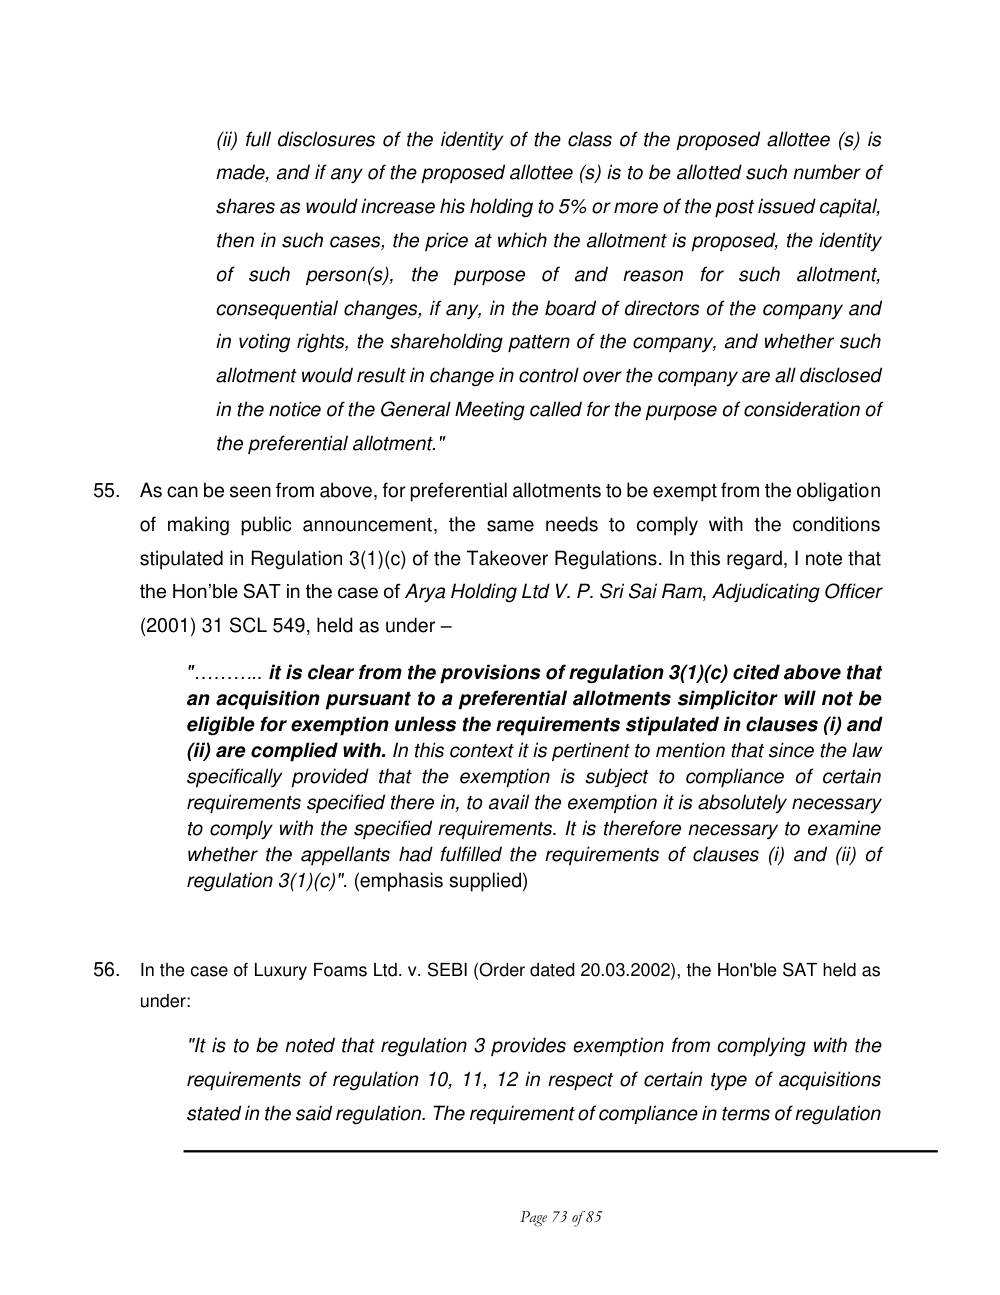 (ii) full disclosures of the identity of the class of the proposed allottee (s) is
made, and if any of the proposed allottee (s) is to be allotted such number of
shares as would increase his holding to 5% or more of the post issued capital,
then in such cases, the price at which the allotment is proposed, the identity
of such person(s), the purpose of and reason for such allotment,
consequential changes, if any, in the board of directors of the company and
in voting rights, the shareholding pattern of the company, and whether such
allotment would result in change in control over the company are all disclosed
in the notice of the General Meeting called for the purpose of consideration of
the preferential allotment."
55. As can be seen from above, for preferential allotments to be exempt from the obligation
of making public announcement, the same needs to comply with the conditions
stipulated in Regulation 3(1)(c) of the Takeover Regulations. In this regard, I note that
the Hon’ble SAT in the case of Arya Holding Ltd V. P. Sri Sai Ram, Adjudicating Officer
(2001) 31 SCL 549, held as under –
"……….. it is clear from the provisions of regulation 3(1)(c) cited above that
an acquisition pursuant to a preferential allotments simplicitor will not be
eligible for exemption unless the requirements stipulated in clauses (i) and
(ii) are complied with. In this context it is pertinent to mention that since the law
specifically provided that the exemption is subject to compliance of certain
requirements specified there in, to avail the exemption it is absolutely necessary
to comply with the specified requirements. It is therefore necessary to examine
whether the appellants had fulfilled the requirements of clauses (i) and (ii) of
regulation 3(1)(c)". (emphasis supplied)
56. In the case of Luxury Foams Ltd. v. SEBI (Order dated 20.03.2002), the Hon'ble SAT held as
under:
"It is to be noted that regulation 3 provides exemption from complying with the
requirements of regulation 10, 11, 12 in respect of certain type of acquisitions
stated in the said regulation. The requirement of compliance in terms of regulation
Page 73 of 85